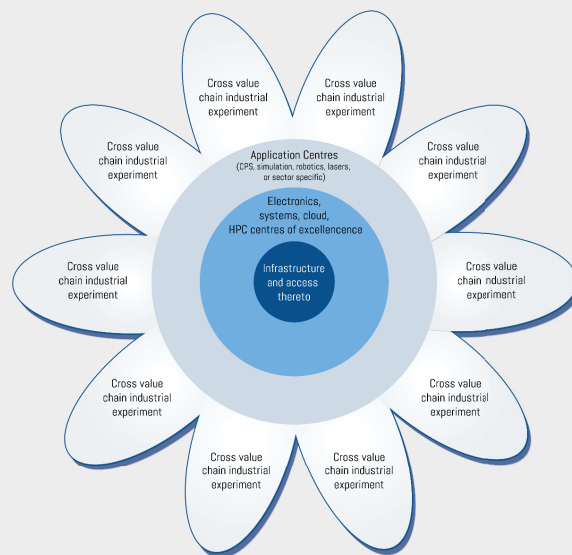 Cross value
chain industrial
experiment
Cross value
chain industrial
experiment
Cross value
chain industrial
experiment
Cross value
chain industrial
experiment
Application Centres
(CPS, simulation, robotics, lasers,
or sector specific)
Electronics,
systems, cloud,
HPC centres of excellencence
Infrastructure
and access
thereto
Cross value
chain industrial
experiment
Cross value
chain ndustrial
experiment
Cross value
chain industrial
experiment
Cross value
chain industrial
experiment
Cross value
chain industrial
experiment
Cross value
chain industrial
experiment